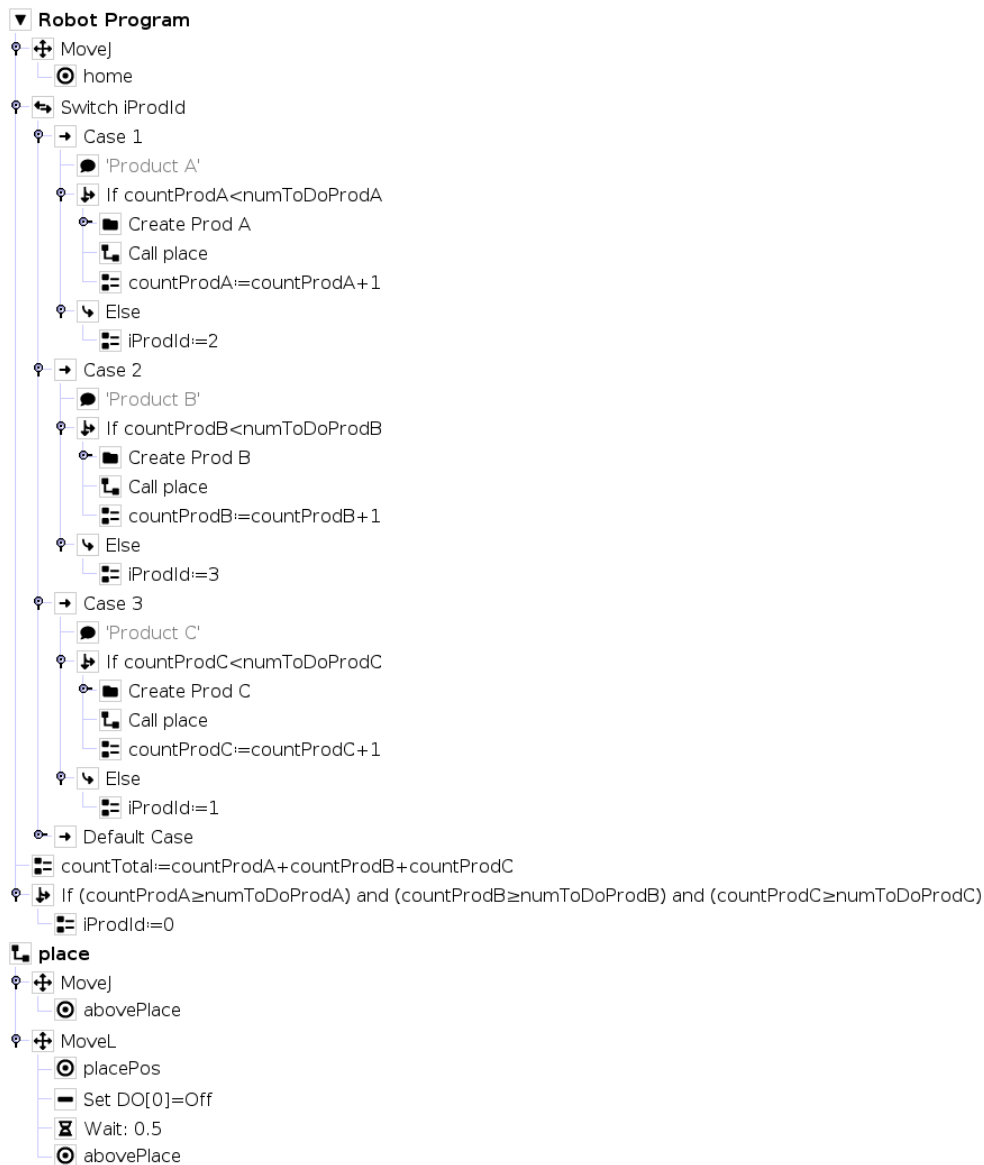 Robot Program
MoveJ
home
Switch iProdId
Case 1
'Product A'
If countProdA<numToDoProdA
Create Prod A
Call place
countProdA:=countProdA+1
Else
iProdId:=2
Case 2
'Product B'
If countProdB<numToDoProdB
Create Prod B
Call place
countProdB:=countProdB+1
Else
iProdId:=3
Case 3
'Product C'
If countProdC<numToDoProdC
Create Prod C
Call place
countProdC:=countProdC+1
Else
iProdId:=1
Default Case
countTotal:=countProdA+countProdB+countProdC
If (countProdA≥numToDoProdA) and (countProdB≥numToDoProdB) and (countProdC≥numToDoProdC)
iProdId:=0
place
MoveJ
abovePlace
MoveL
placePos
Set DO[0]=Off
Wait: 0.5
abovePlace